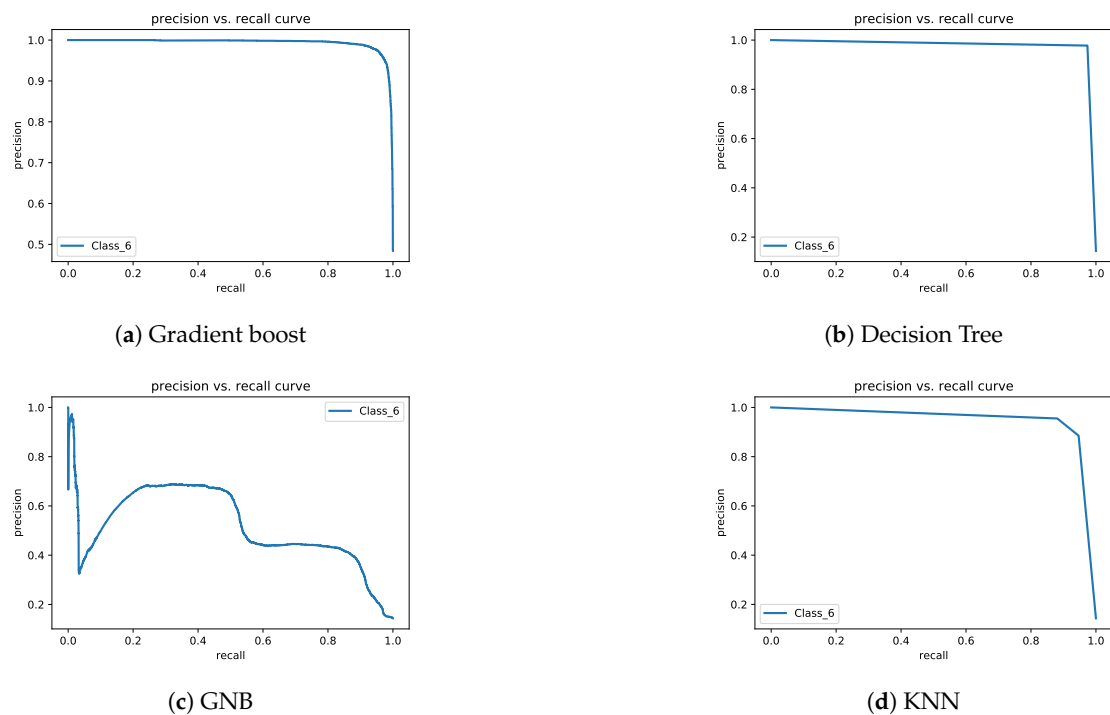 precision vs. recall curve
1.0
0.9
0.8
0.7
0.6
0.5
precision
Class_6
0.0 0.2 0.4 0.6 0.8 1.0
recall
(a) Gradient boost
precision vs. recall curve
1.0
0.8
0.6
0.4
0.2
precision
Class_6
0.0 0.2 0.4 0.6 0.8 1.0
recall
(b) Decision Tree
precision vs. recall curve
1.0
0.8
0.6
0.4
0.2
precision
Class_6
0.0 0.2 0.4 0.6 0.8 1.0
recall
(c) GNB
precision vs. recall curve
1.0
0.8
0.6
0.4
0.2
precision
Class_6
0.0 0.2 0.4 0.6 0.8 1.0
recall
(d) KNN